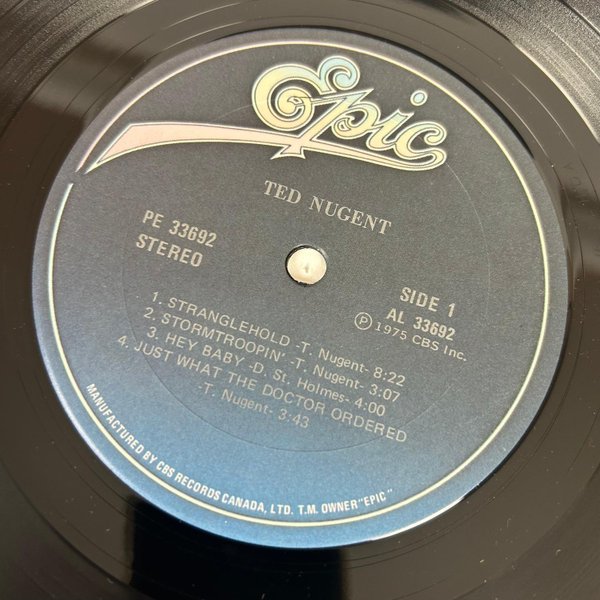 Epic
TED NUGENT
PE 33692
STEREO
SIDE 1
AL 33692
Ⓟ 1975 CBS Inc.
1. STRANGLEHOLD -T. Nugent- 8:22
2. STORMTROOPIN' -T. Nugent- 3:07
3. HEY BABY -D. St. Holmes- 4:00
4. JUST WHAT THE DOCTOR ORDERED
-T. Nugent- 3:43
MANUFACTURED BY CBS RECORDS CANADA, LTD. T.M. OWNER "EPIC"